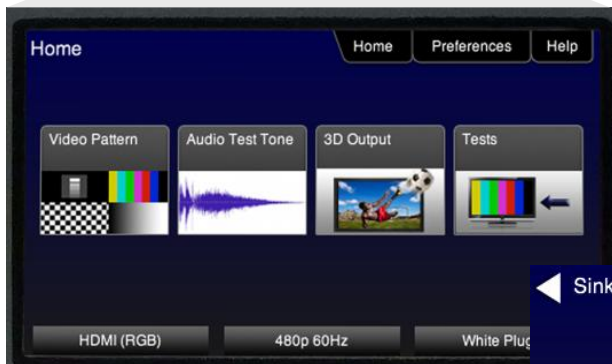 Home
Home Preferences Help
Video Pattern Audio Test Tone 3D Output Tests
Sink
HDMI (RGB) 480p 60Hz White Plug